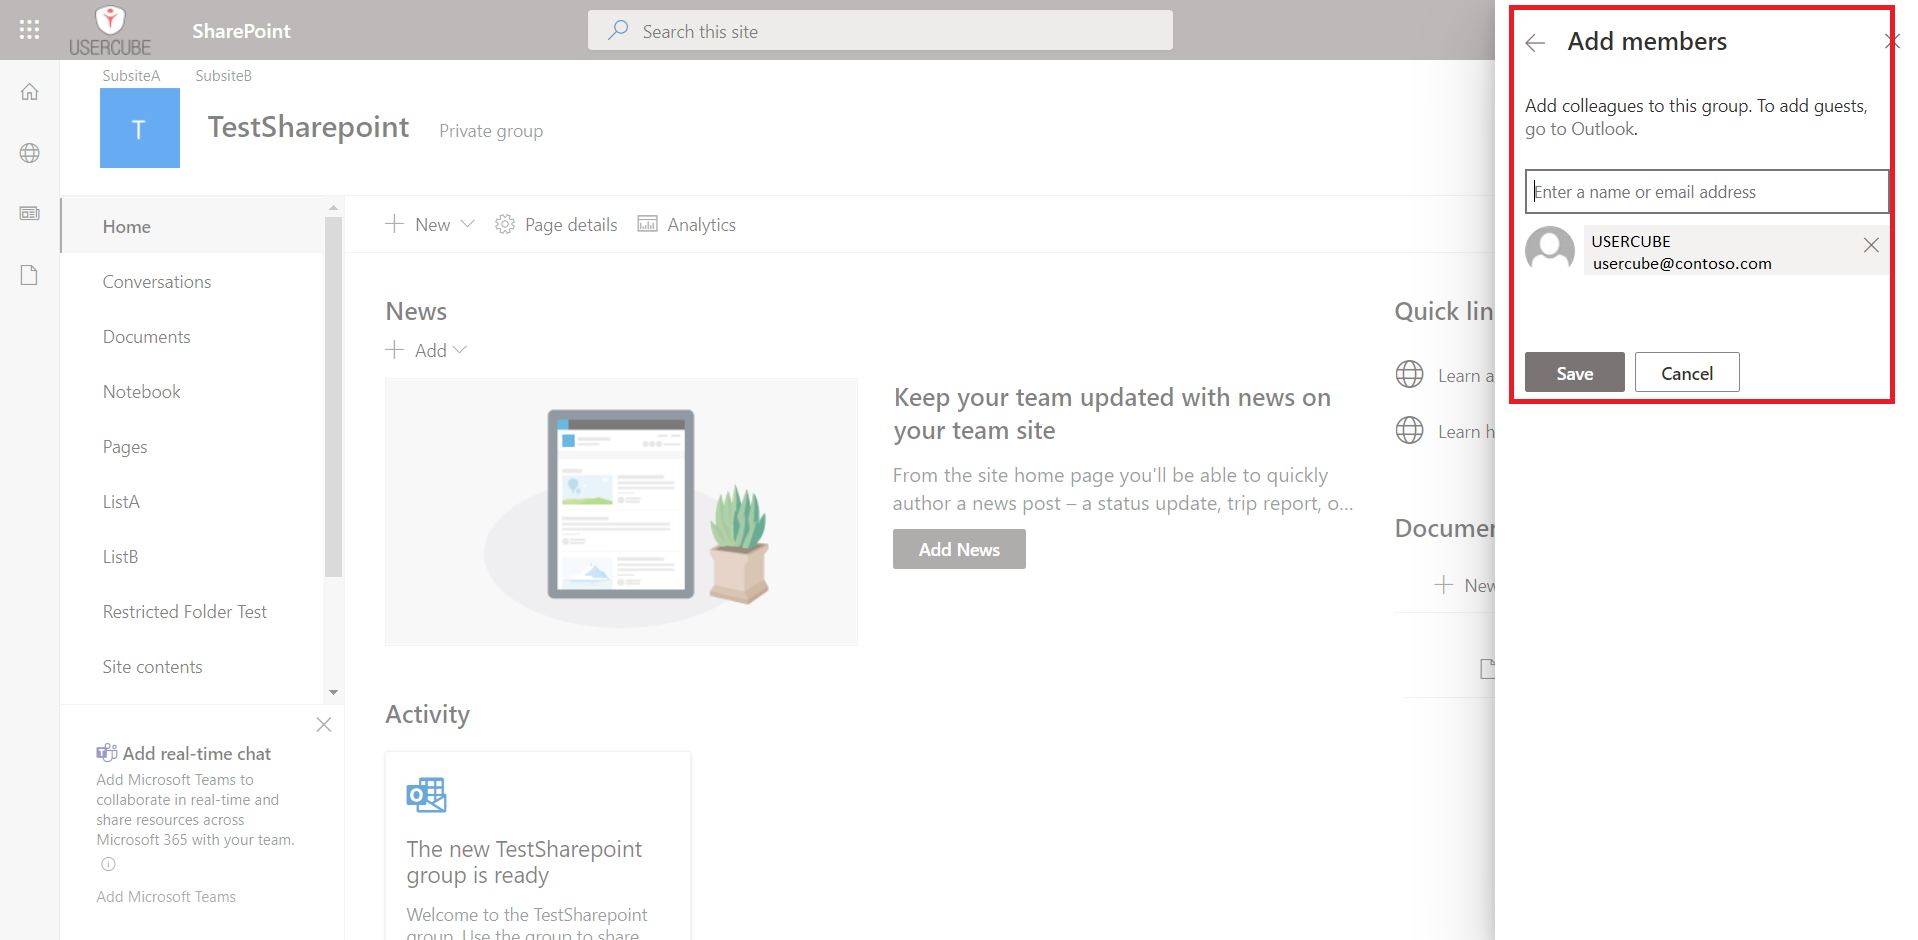 USERCUBE
SharePoint
Search this site
SubsiteA
SubsiteB
T
TestSharepoint
Private group
Home
Conversations
Documents
Notebook
Pages
ListA
ListB
Restricted Folder Test
Site contents
Add real-time chat
Add Microsoft Teams to
collaborate in real-time and
share resources across
Microsoft 365 with your team.
Add Microsoft Teams
New
Page details
Analytics
News
Add
Keep your team updated with news on
your team site
From the site home page you'll be able to quickly
author a news post – a status update, trip report, o...
Add News
Activity
The new TestSharepoint
group is ready
Welcome to the TestSharepoint
group. Use the group to share
Quick lin
Learn a
Learn h
Documen
New
Add members
Add colleagues to this group. To add guests,
go to Outlook.
Enter a name or email address
USERCUBE
usercube@contoso.com
Save
Cancel